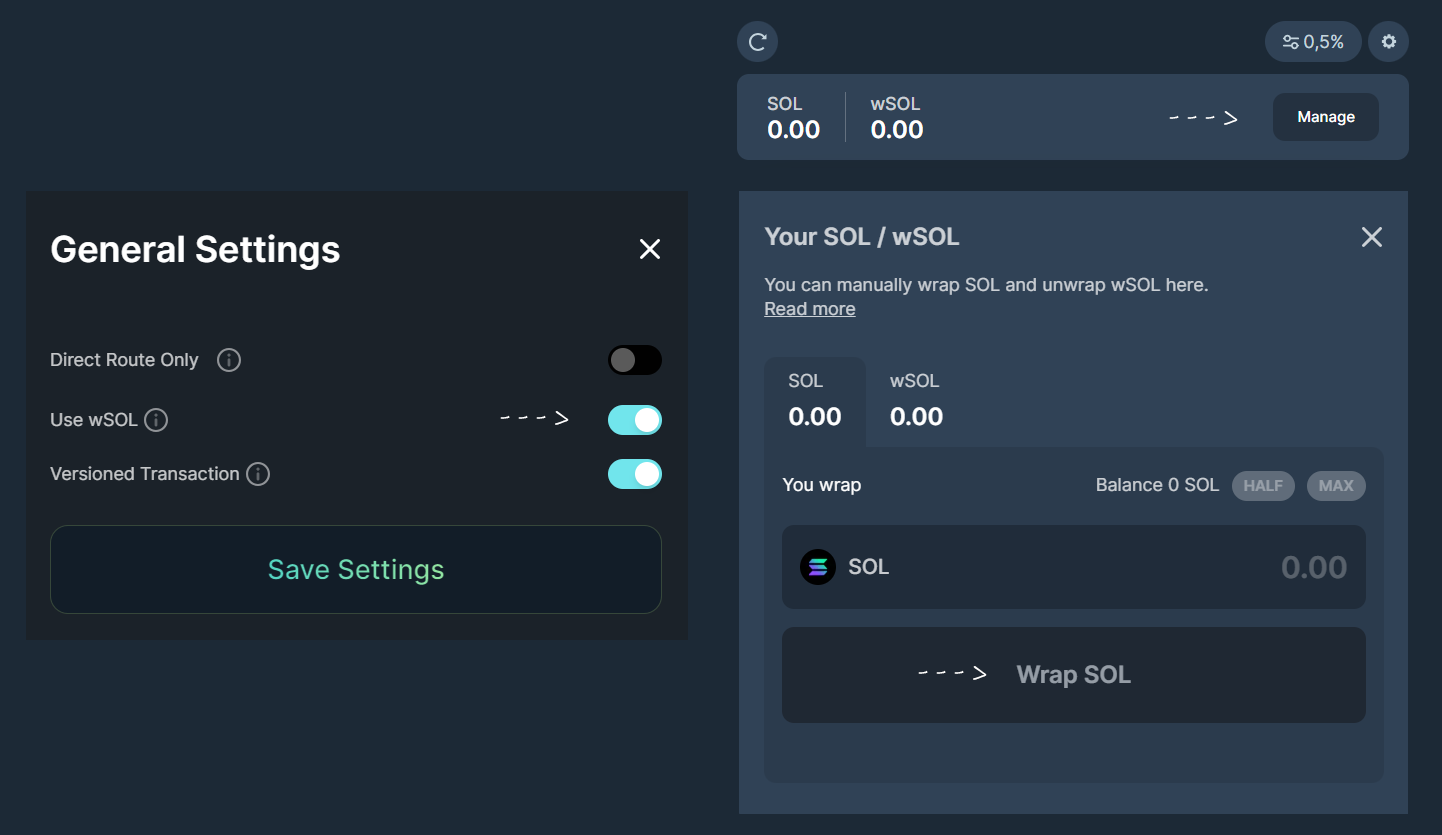 0,5%
SOL
0.00
wSOL
0.00
Manage
General Settings
Direct Route Only
Use wSOL
Versioned Transaction
Save Settings
Your SOL / wSOL
You can manually wrap SOL and unwrap wSOL here.
Read more
SOL
0.00
wSOL
0.00
You wrap
Balance 0 SOL
HALF
MAX
SOL
0.00
Wrap SOL